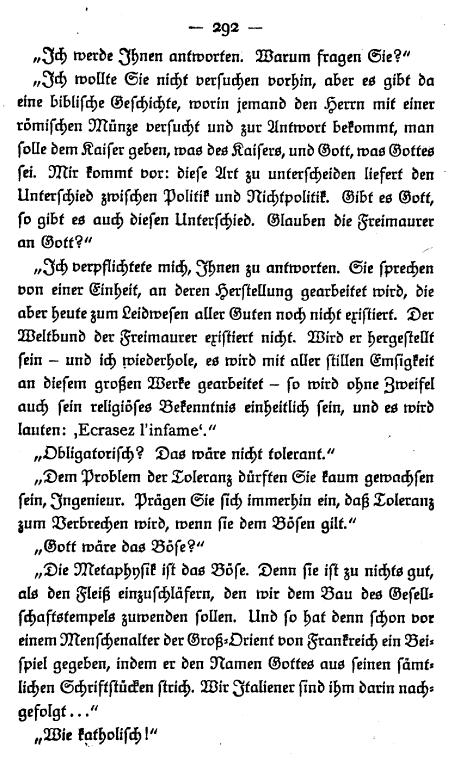 — 292 —
„Ich werde Ihnen antworten. Warum fragen Sie?“
„Ich wollte Sie nicht versuchen vorhin, aber es gibt da
eine biblische Geschichte, worin jemand den Herrn mit einer
römischen Münze versucht und zur Antwort bekommt, man
solle dem Kaiser geben, was des Kaisers, und Gott, was Gottes
sei. Mir kommt vor: diese Art zu unterscheiden liefert den
Unterschied zwischen Politik und Nichtpolitik. Gibt es Gott,
so gibt es auch diesen Unterschied. Glauben die Freimaurer
an Gott?“
„Ich verpflichtete mich, Ihnen zu antworten. Sie sprechen
von einer Einheit, an deren Herstellung gearbeitet wird, die
aber heute zum Leidwesen aller Guten noch nicht existiert. Der
Weltbund der Freimaurer existiert nicht. Wird er hergestellt
sein – und ich wiederhole, es wird mit aller stillen Emsigkeit
an diesem großen Werke gearbeitet – so wird ohne Zweifel
auch sein religiöses Bekenntnis einheitlich sein, und es wird
lauten: ‚Ecrasez l'infame‘.“
„Obligatorisch? Das wäre nicht tolerant.“
„Dem Problem der Toleranz dürften Sie kaum gewachsen
sein, Ingenieur. Prägen Sie sich immerhin ein, daß Toleranz
zum Verbrechen wird, wenn sie dem Bösen gilt.“
„Gott wäre das Böse?“
„Die Metaphysik ist das Böse. Denn sie ist zu nichts gut,
als den Fleiß einzuschläfern, den wir dem Bau des Gesell-
schaftstempels zuwenden sollen. Und so hat denn schon vor
einem Menschenalter der Groß-Orient von Frankreich ein Bei-
spiel gegeben, indem er den Namen Gottes aus seinen sämt-
lichen Schriftstücken strich. Wir Italiener sind ihm darin nach-
gefolgt...“
„Wie katholisch!“